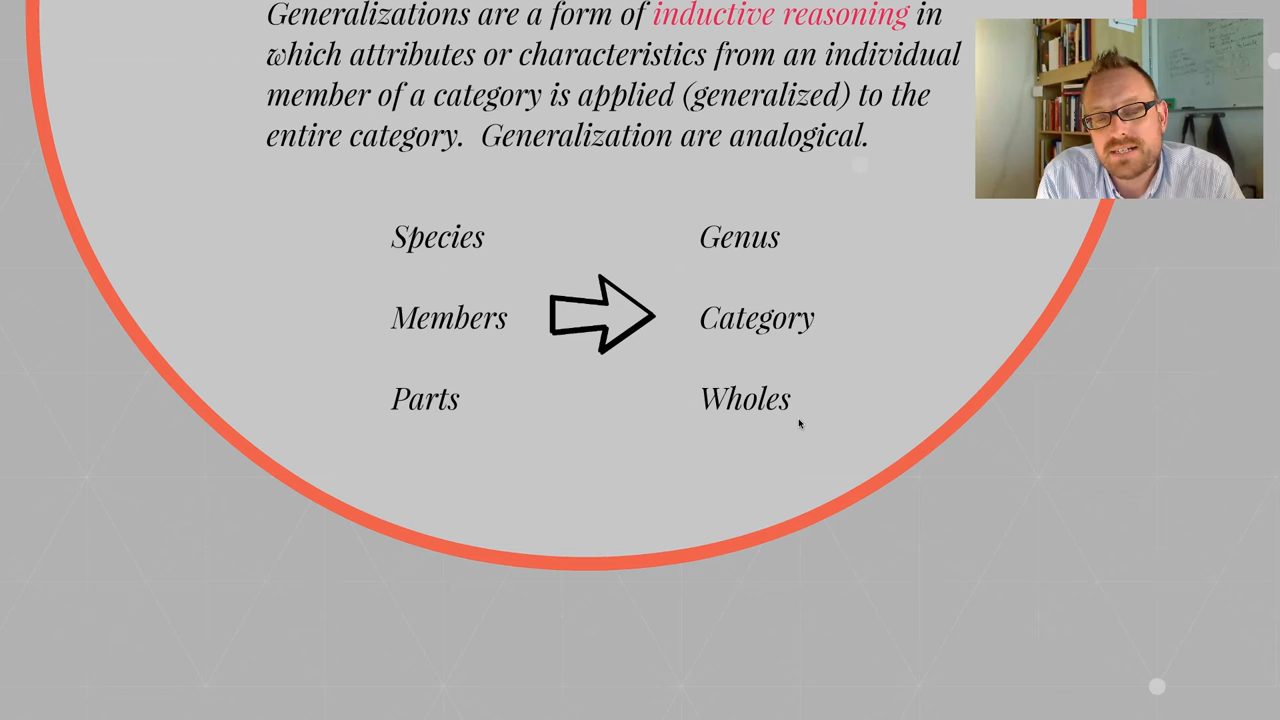 Generalizations are a form of inductive reasoning in
which attributes or characteristics from an individual
member of a category is applied (generalized) to the
entire category.  Generalization are analogical.
Species
Genus
Members
Category
Parts
Wholes